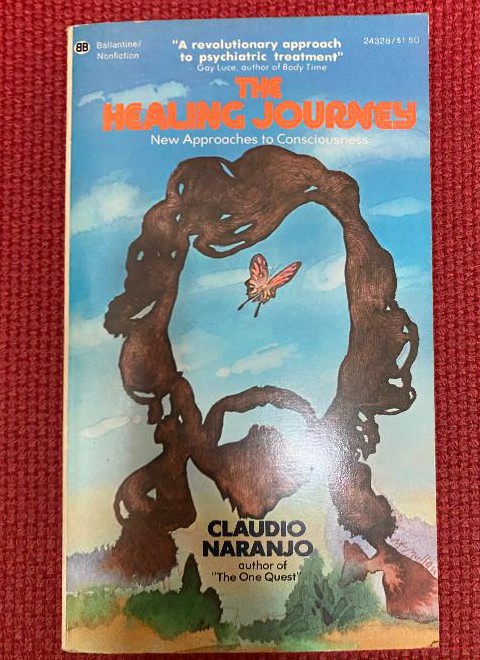 BB
Ballantine/
Nonfiction
24328/$1.50
"A revolutionary approach
to psychiatric treatment"
– Gay Luce, author of Body Time
THE
HEALING JOURNEY
New Approaches to Consciousness
CLAUDIO
NARANJO
author of
"The One Quest"